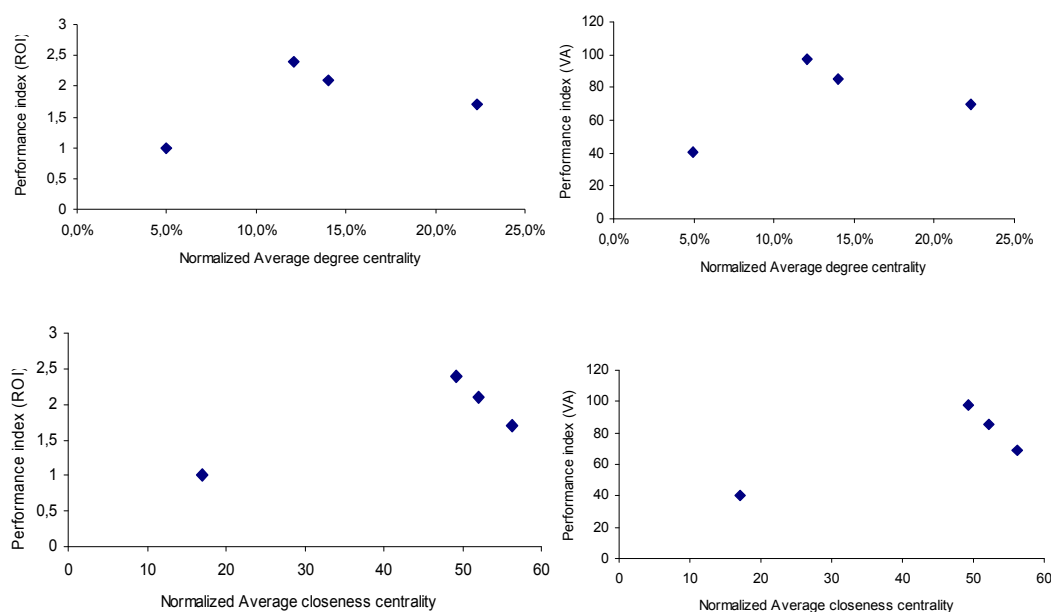 Performance index (ROI)
3
2,5
2
1,5
1
0,5
0
0,0% 5,0% 10,0% 15,0% 20,0% 25,0%
Normalized Average degree centrality
Performance index (VA)
120
100
80
60
40
20
0
0,0% 5,0% 10,0% 15,0% 20,0% 25,0%
Normalized Average degree centrality
Performance index (ROI)
3
2,5
2
1,5
1
0,5
0
0 10 20 30 40 50 60
Normalized Average closeness centrality
Performance index (VA)
120
100
80
60
40
20
0
0 10 20 30 40 50 60
Normalized Average closeness centrality